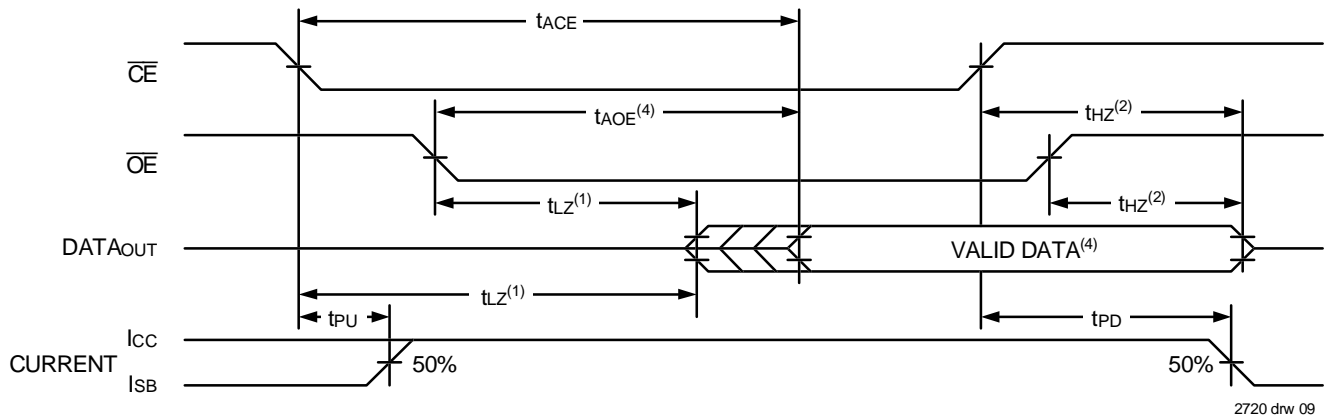 tACE
CE
tAOE(4)
tHZ(2)
OE
tLZ(1)
tHZ(2)
DATAOUT
VALID DATA(4)
tLZ(1)
tPU
tPD
ICC
CURRENT
50%
50%
ISB
2720 drw 09